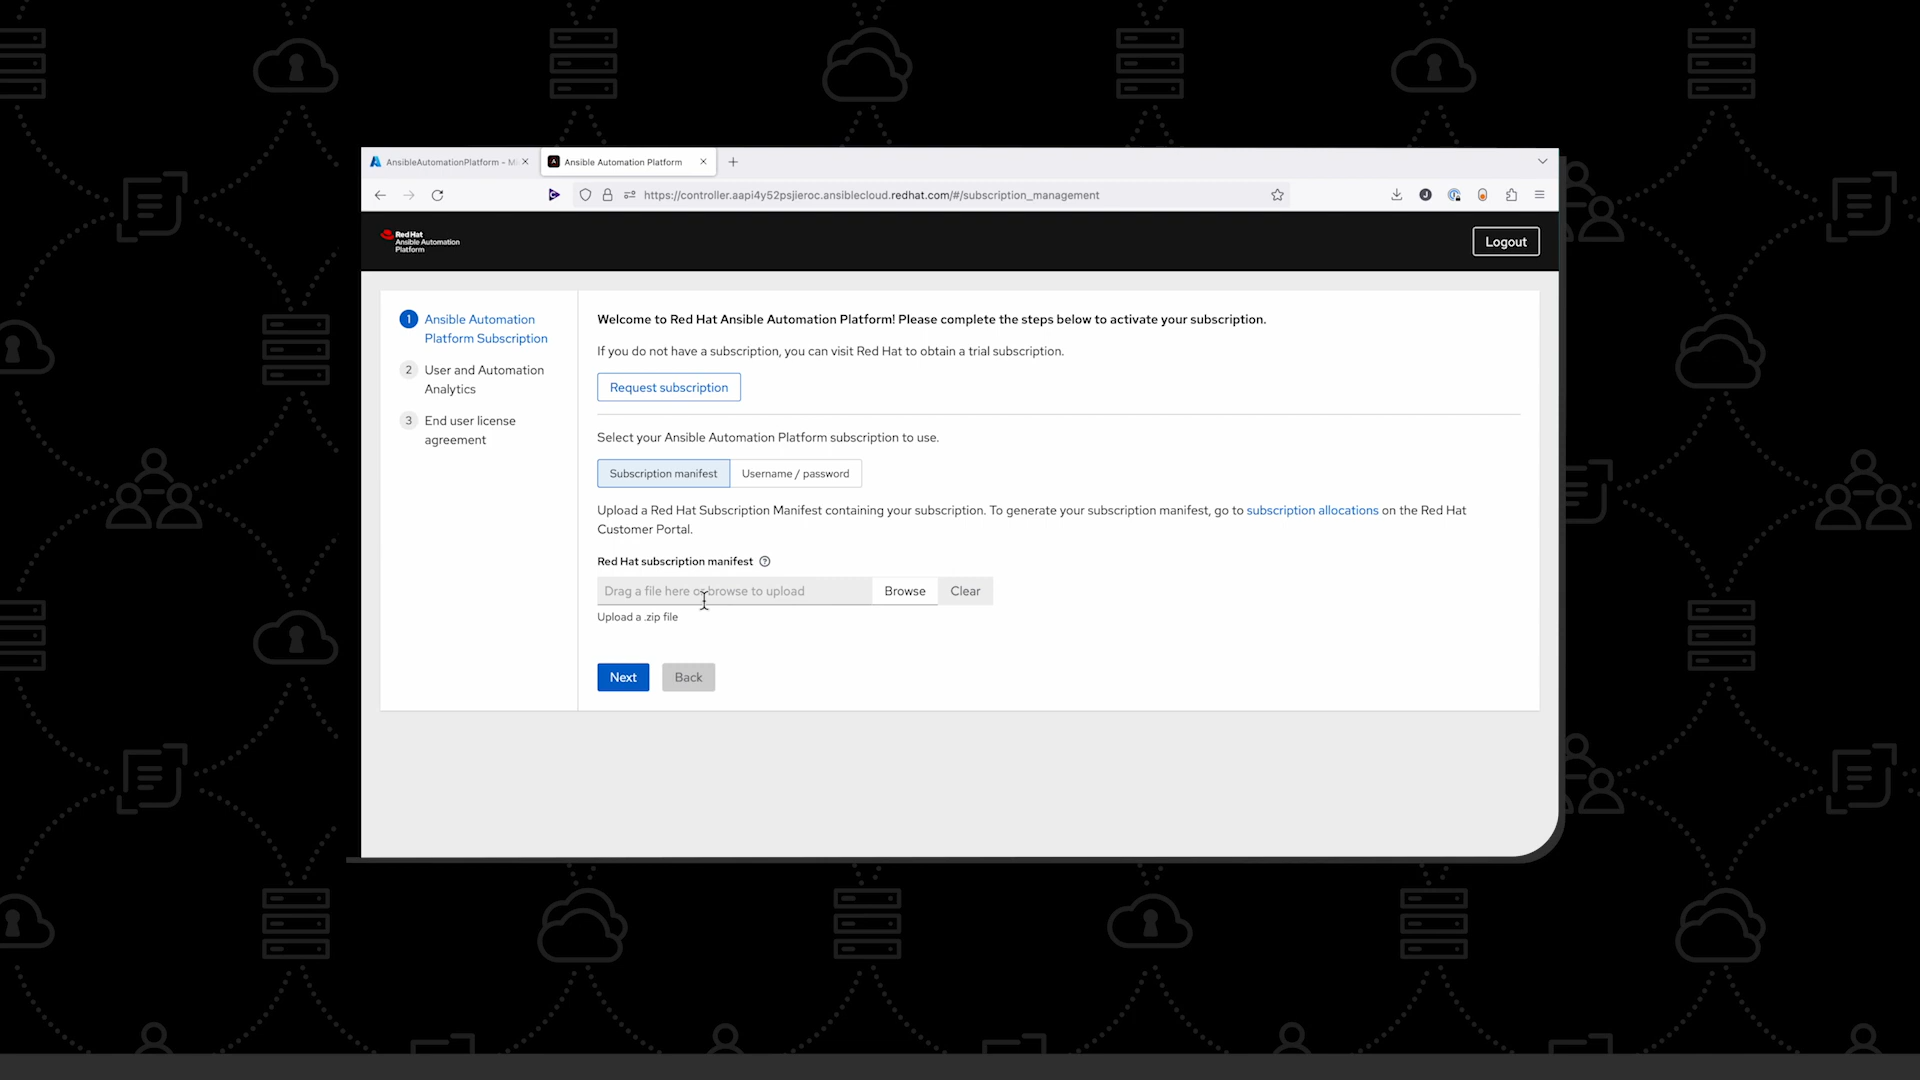 AnsibleAutomationPlatform - Mi
Ansible Automation Platform
https://controller.aapi4y52psjieroc.ansiblecloud.redhat.com/#/subscription_management
Red Hat
Ansible Automation
Platform
Logout
1 Ansible Automation
Platform Subscription
2 User and Automation
Analytics
3 End user license
agreement
Welcome to Red Hat Ansible Automation Platform! Please complete the steps below to activate your subscription.
If you do not have a subscription, you can visit Red Hat to obtain a trial subscription.
Request subscription
Select your Ansible Automation Platform subscription to use.
Subscription manifest Username / password
Upload a Red Hat Subscription Manifest containing your subscription. To generate your subscription manifest, go to subscription allocations on the Red Hat
Customer Portal.
Red Hat subscription manifest
Drag a file here or browse to upload Browse Clear
Upload a .zip file
Next Back